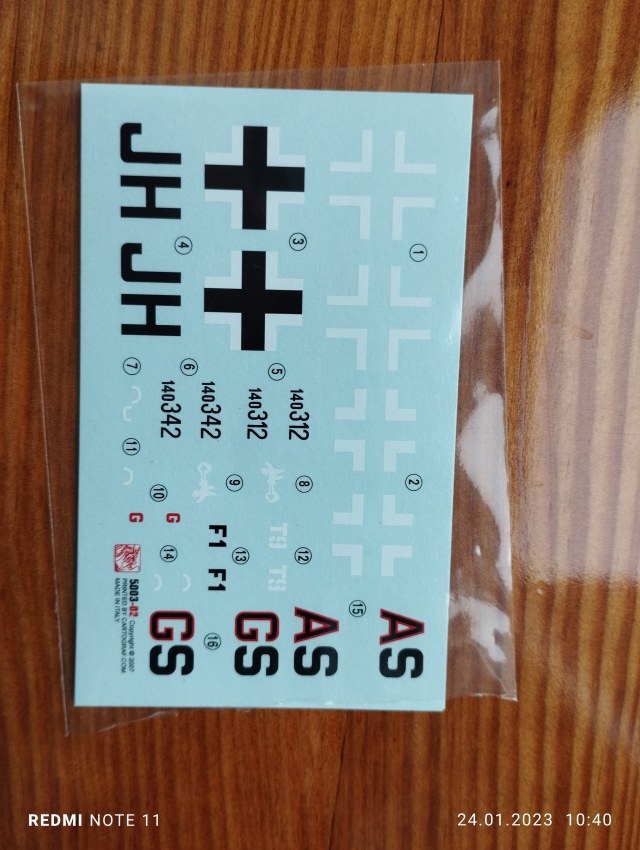 1
3
JH JH
4
2
5
140312
140312
6
140342
140342
7
8
9
10
11
G
G
12
T9 T9
13
F1 F1
14
15
AS
AS
16
GS
GS
5003-02 Copyright © 2007
PRINTED BY CARTOGRAF.COM
MADE IN ITALY
REDMI NOTE 11
24.01.2023 10:40